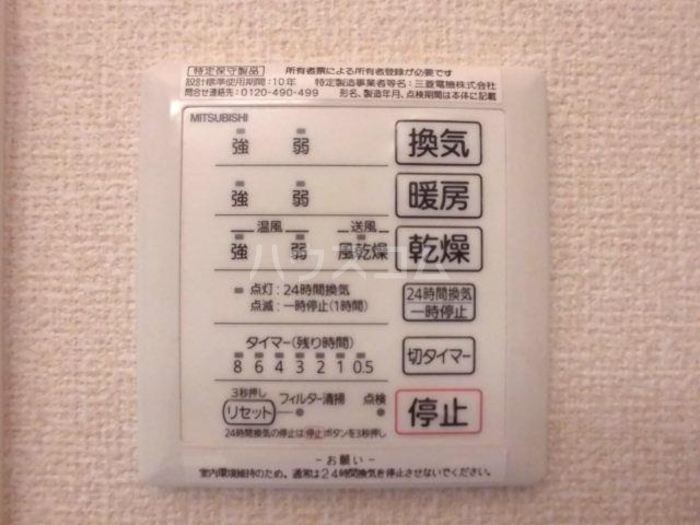 特定保守製品 所有者票による所有者登録が必要です
設計標準使用期間:10年 特定製造事業者等名:三菱電機株式会社
問合せ連絡先:0120-490-499 形名、製造年月、点検期間は本体に記載
MITSUBISHI
強 弱 換気
強 弱 暖房
温風 送風
強 弱 風乾燥 乾燥
点灯:24時間換気
点滅:一時停止(1時間)
24時間換気
一時停止
タイマー(残り時間)
8 6 4 3 2 1 0.5
切タイマー
3秒押し
リセット フィルター清掃 点検
停止
24時間換気の停止は停止ボタンを3秒押し
-お願い-
室内環境維持のため、通常は24時間換気を停止させないでください。
ハウスコム